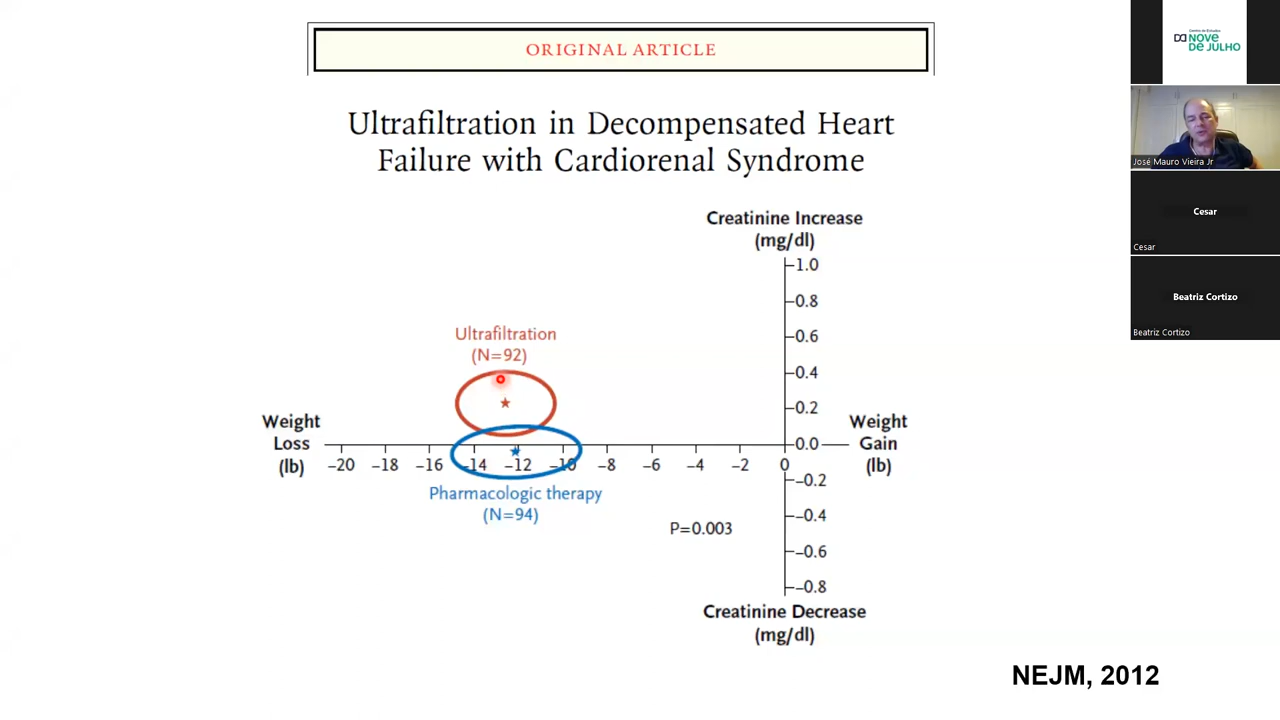 ORIGINAL ARTICLE
Ultrafiltration in Decompensated Heart
Failure with Cardiorenal Syndrome
Creatinine Increase
(mg/dl)
1.0
0.8
0.6
0.4
0.2
0.0
−0.2
−0.4
−0.6
−0.8
Ultrafiltration
(N=92)
Weight
Loss
(lb)
−20 −18 −16 −14 −12 −10 −8 −6 −4 −2 0
Weight
Gain
(lb)
Pharmacologic therapy
(N=94)
P=0.003
Creatinine Decrease
(mg/dl)
NEJM, 2012
Centro de Estudos
NOVE
DE JULHO
José Mauro Vieira Jr
Cesar
Cesar
Beatriz Cortizo
Beatriz Cortizo